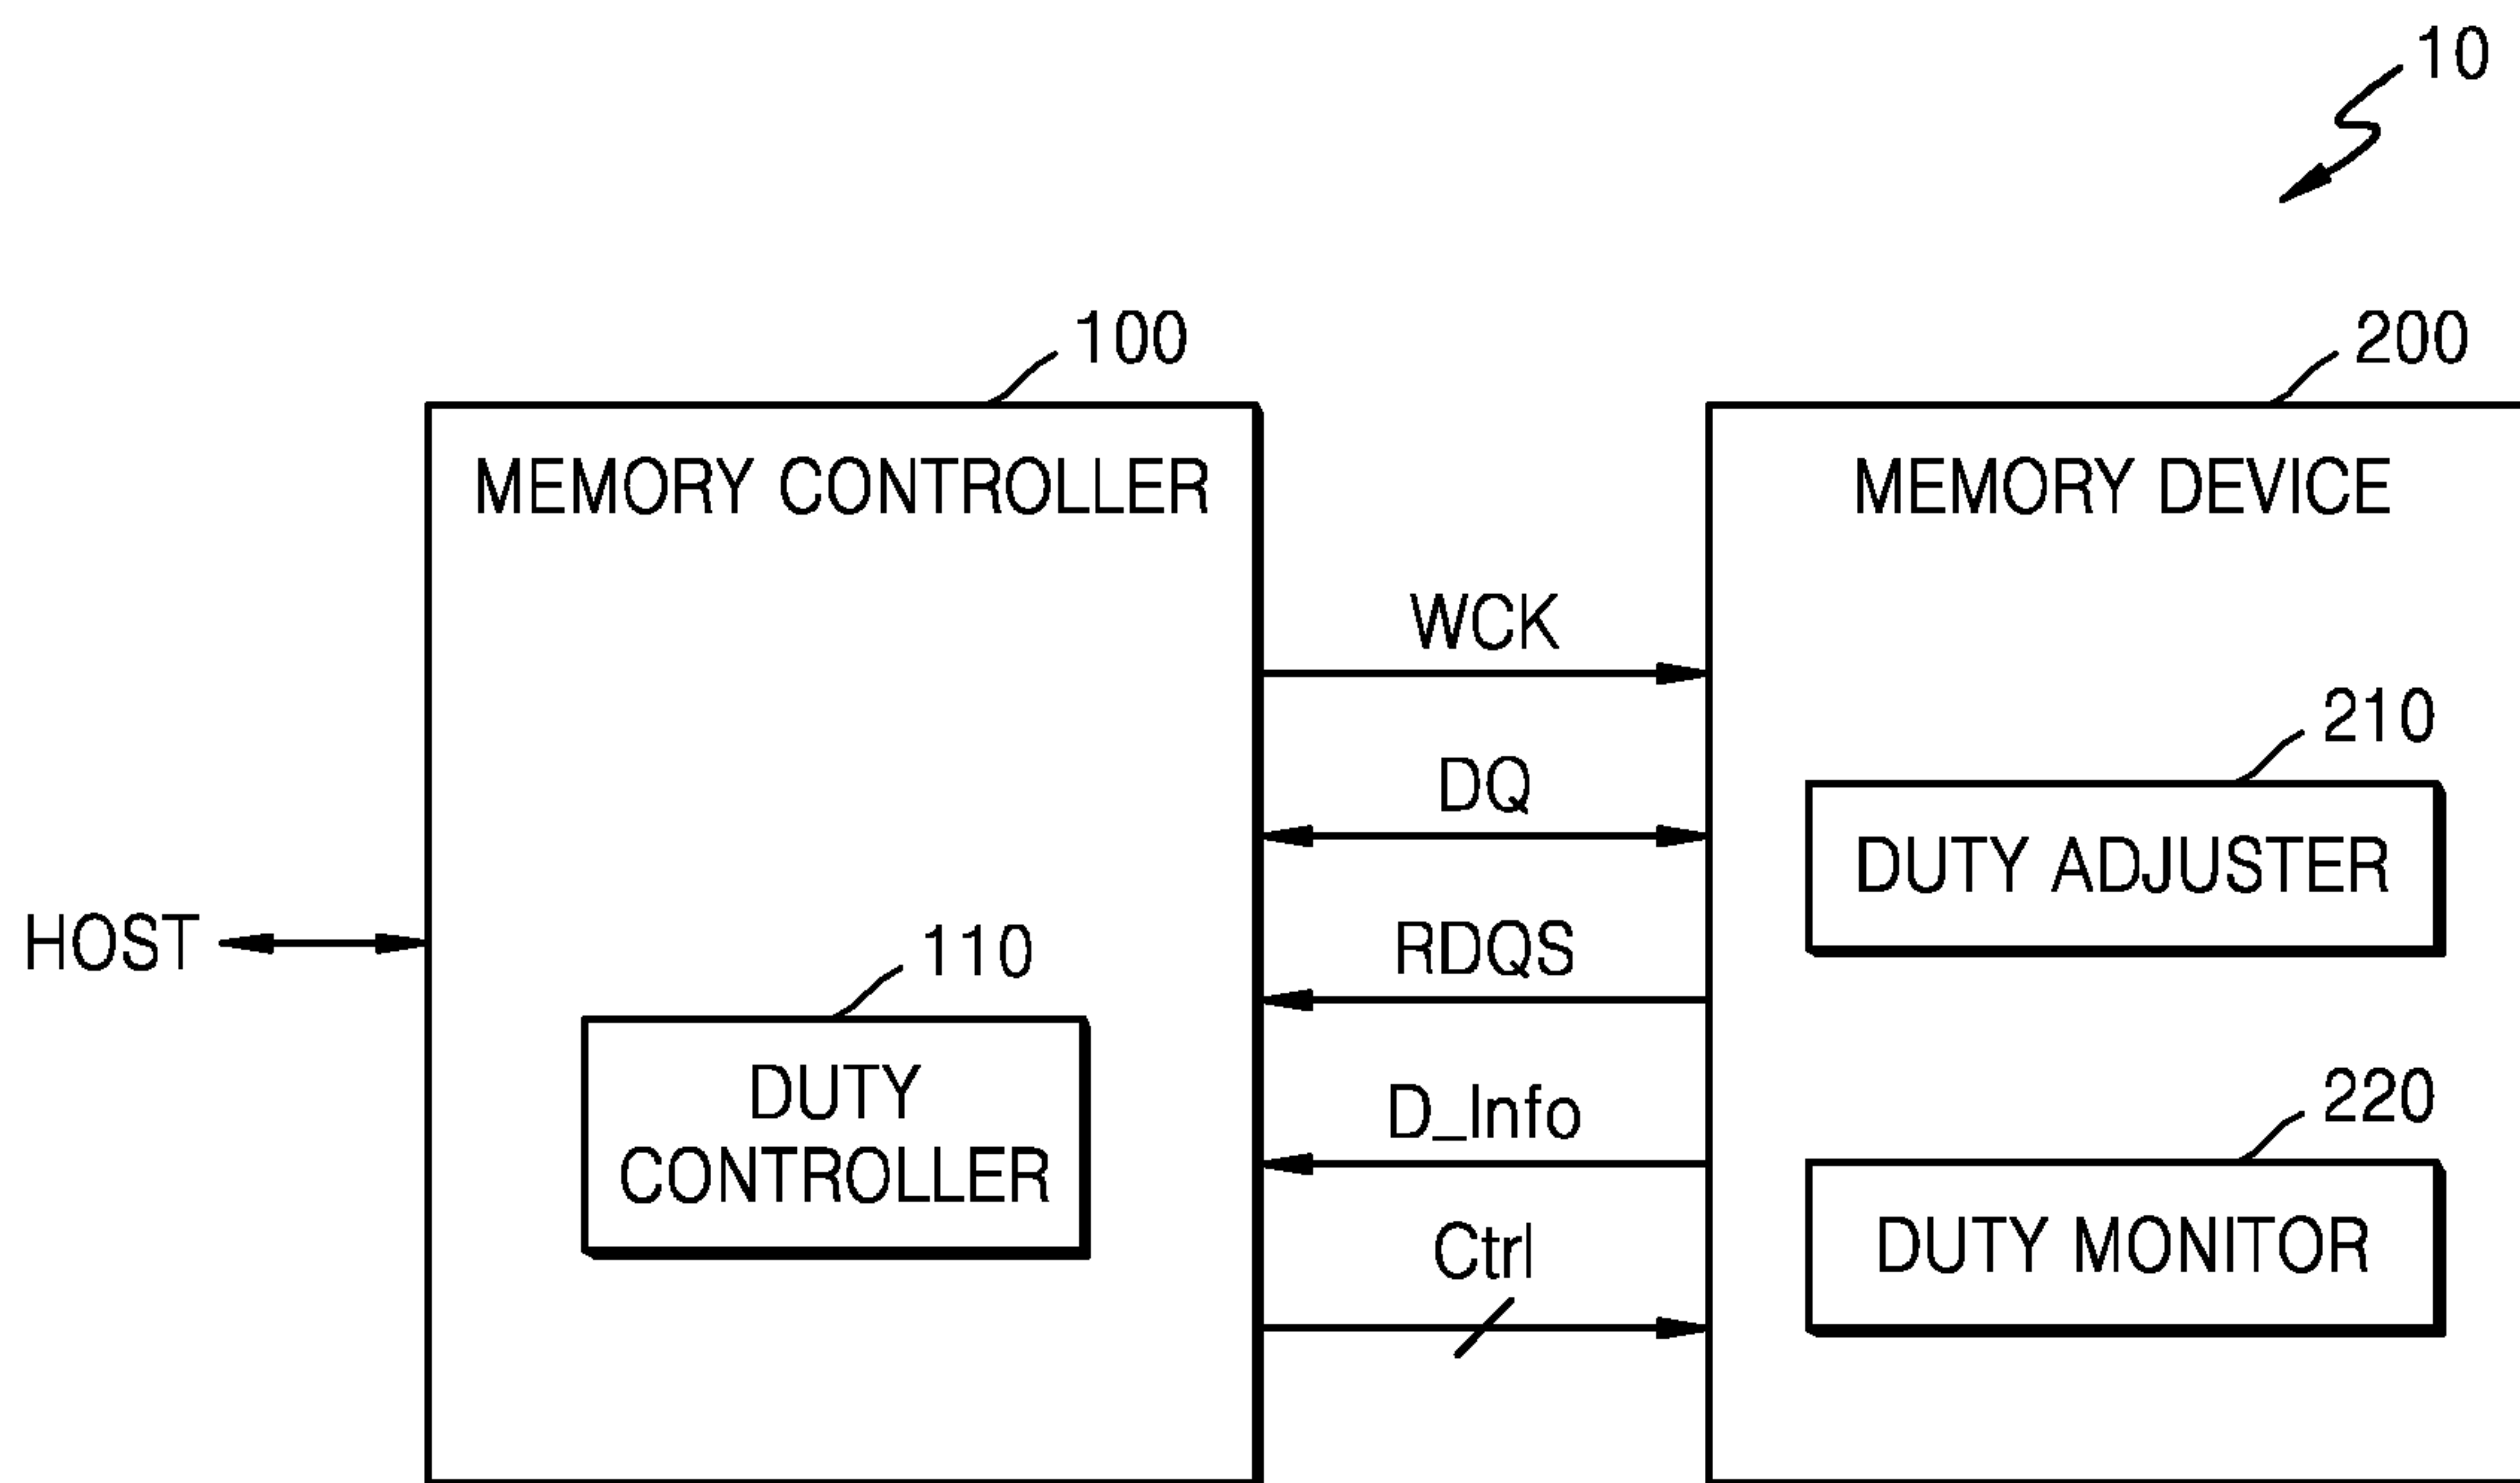 10
100
200
MEMORY CONTROLLER
MEMORY DEVICE
WCK
210
DQ
DUTY ADJUSTER
HOST
110
RDQS
DUTY
CONTROLLER
D_Info
220
Ctrl
DUTY MONITOR